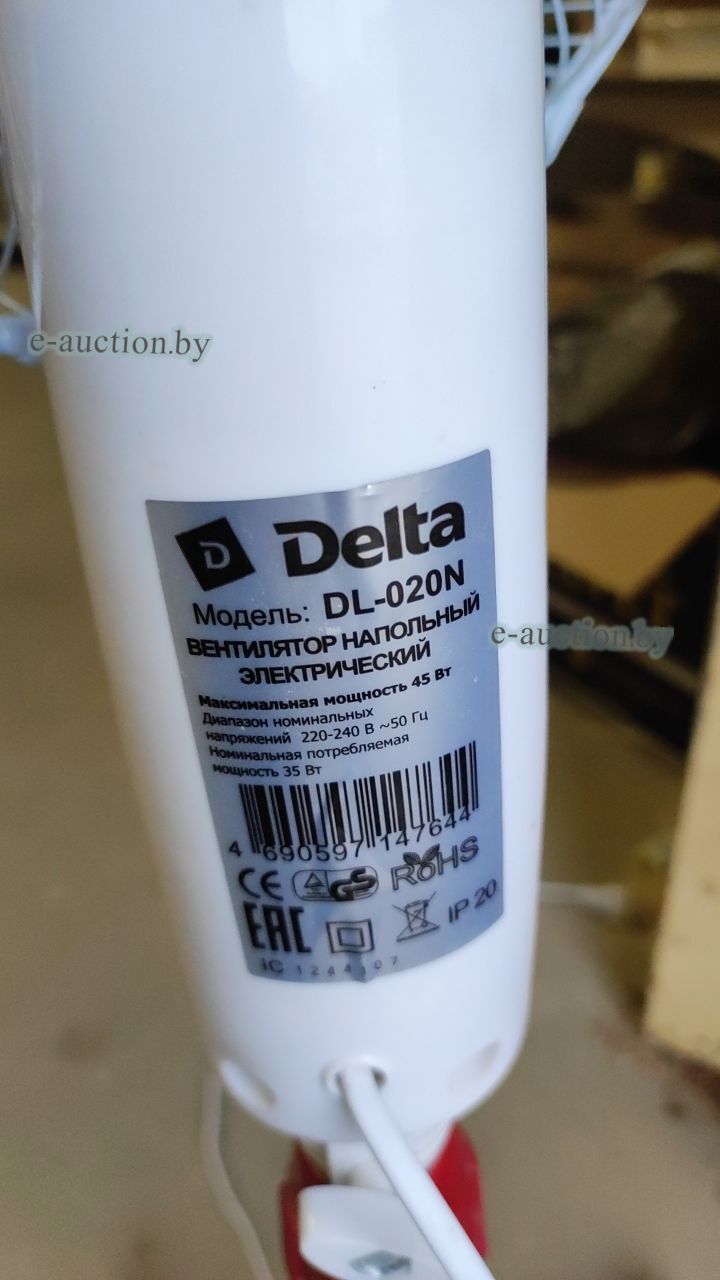 e-auction.by
D Delta
Модель: DL-020N
ВЕНТИЛЯТОР НАПОЛЬНЫЙ
e-auction.by
ЭЛЕКТРИЧЕСКИЙ
Максимальная мощность 45 Вт
Диапазон номинальных
напряжений 220-240 В ~50 Гц
Номинальная потребляемая
мощность 35 Вт
4 690597 147644
CE GS RoHS
EAC IP 20